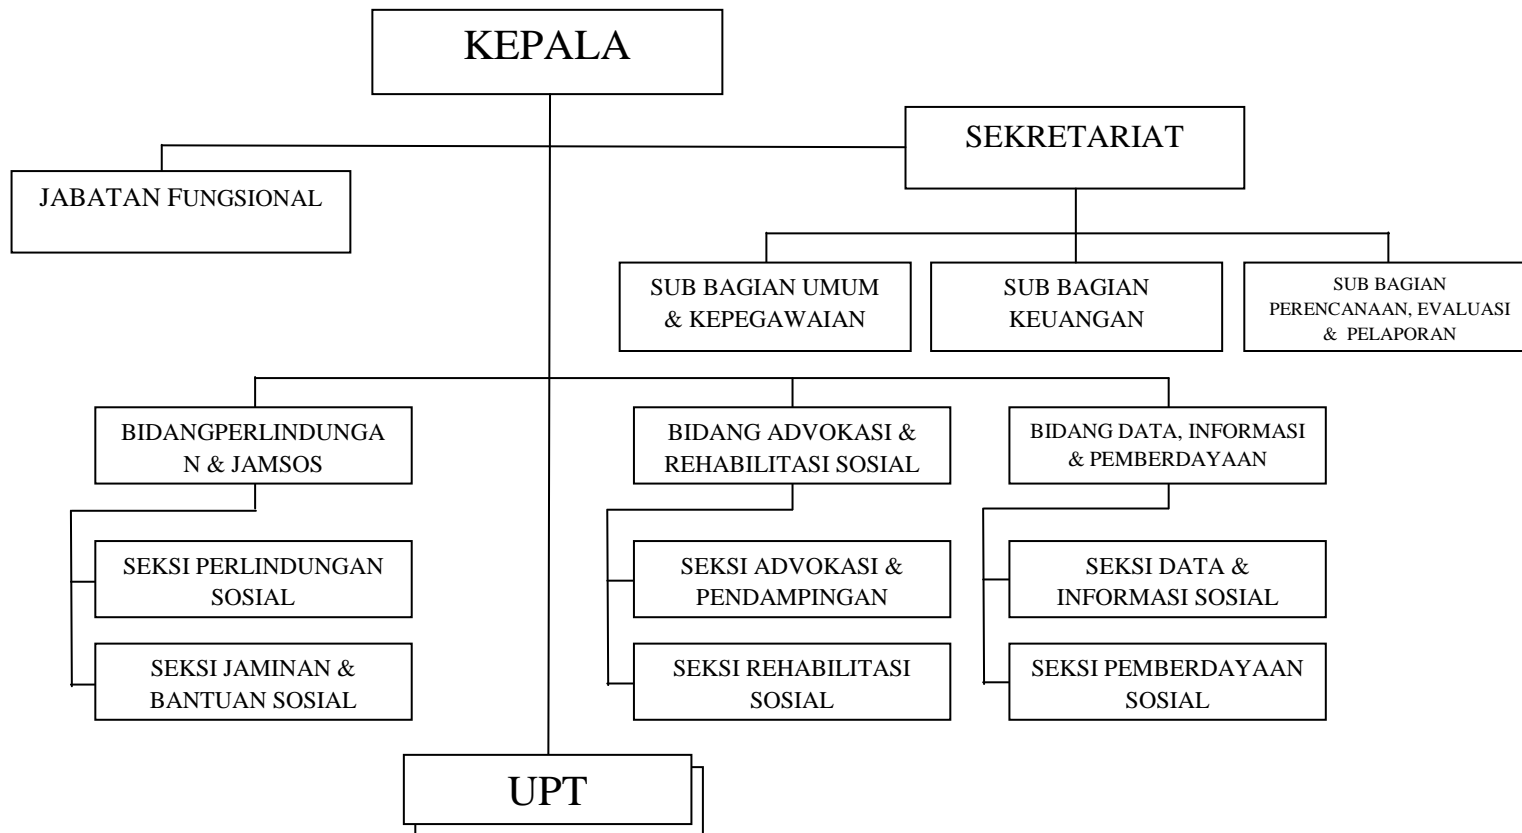 KEPALA
SEKRETARIAT
JABATAN FUNGSIONAL
SUB BAGIAN UMUM
& KEPEGAWAIAN
SUB BAGIAN
KEUANGAN
SUB BAGIAN
PERENCANAAN, EVALUASI
& PELAPORAN
BIDANGPERLINDUNGA
N & JAMSOS
BIDANG ADVOKASI &
REHABILITASI SOSIAL
BIDANG DATA, INFORMASI
& PEMBERDAYAAN
SEKSI PERLINDUNGAN
SOSIAL
SEKSI ADVOKASI &
PENDAMPINGAN
SEKSI DATA &
INFORMASI SOSIAL
SEKSI JAMINAN &
BANTUAN SOSIAL
SEKSI REHABILITASI
SOSIAL
SEKSI PEMBERDAYAAN
SOSIAL
UPT